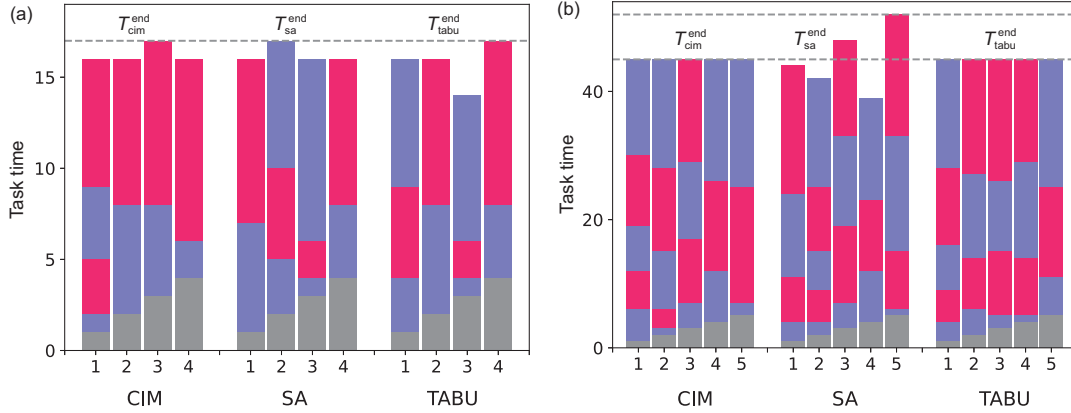 (a)
T_cim^end T_sa^end T_tabu^end
15
10
5
0
Task time
1 2 3 4 1 2 3 4 1 2 3 4
CIM SA TABU
(b)
T_cim^end T_sa^end T_tabu^end
40
20
0
Task time
1 2 3 4 5 1 2 3 4 5 1 2 3 4 5
CIM SA TABU